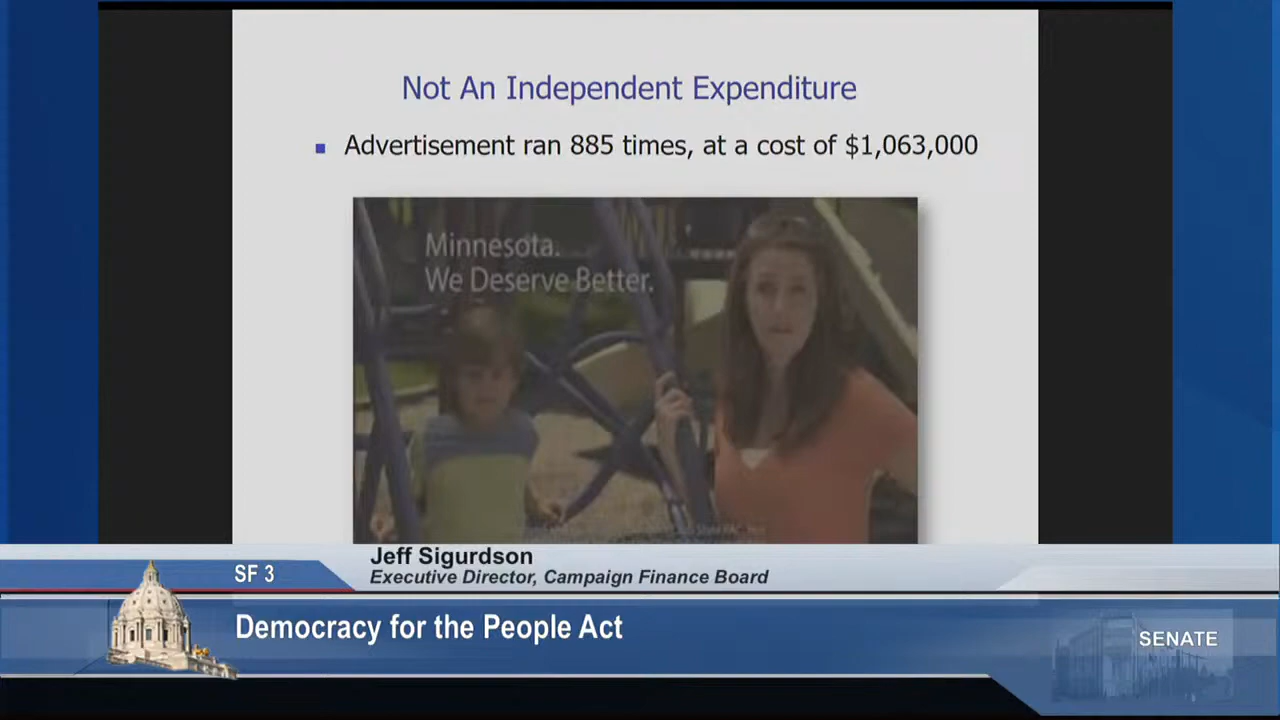 Not An Independent Expenditure
▪ Advertisement ran 885 times, at a cost of $1,063,000
Minnesota.
We Deserve Better.
Jeff Sigurdson
Executive Director, Campaign Finance Board
SF 3
Democracy for the People Act
SENATE